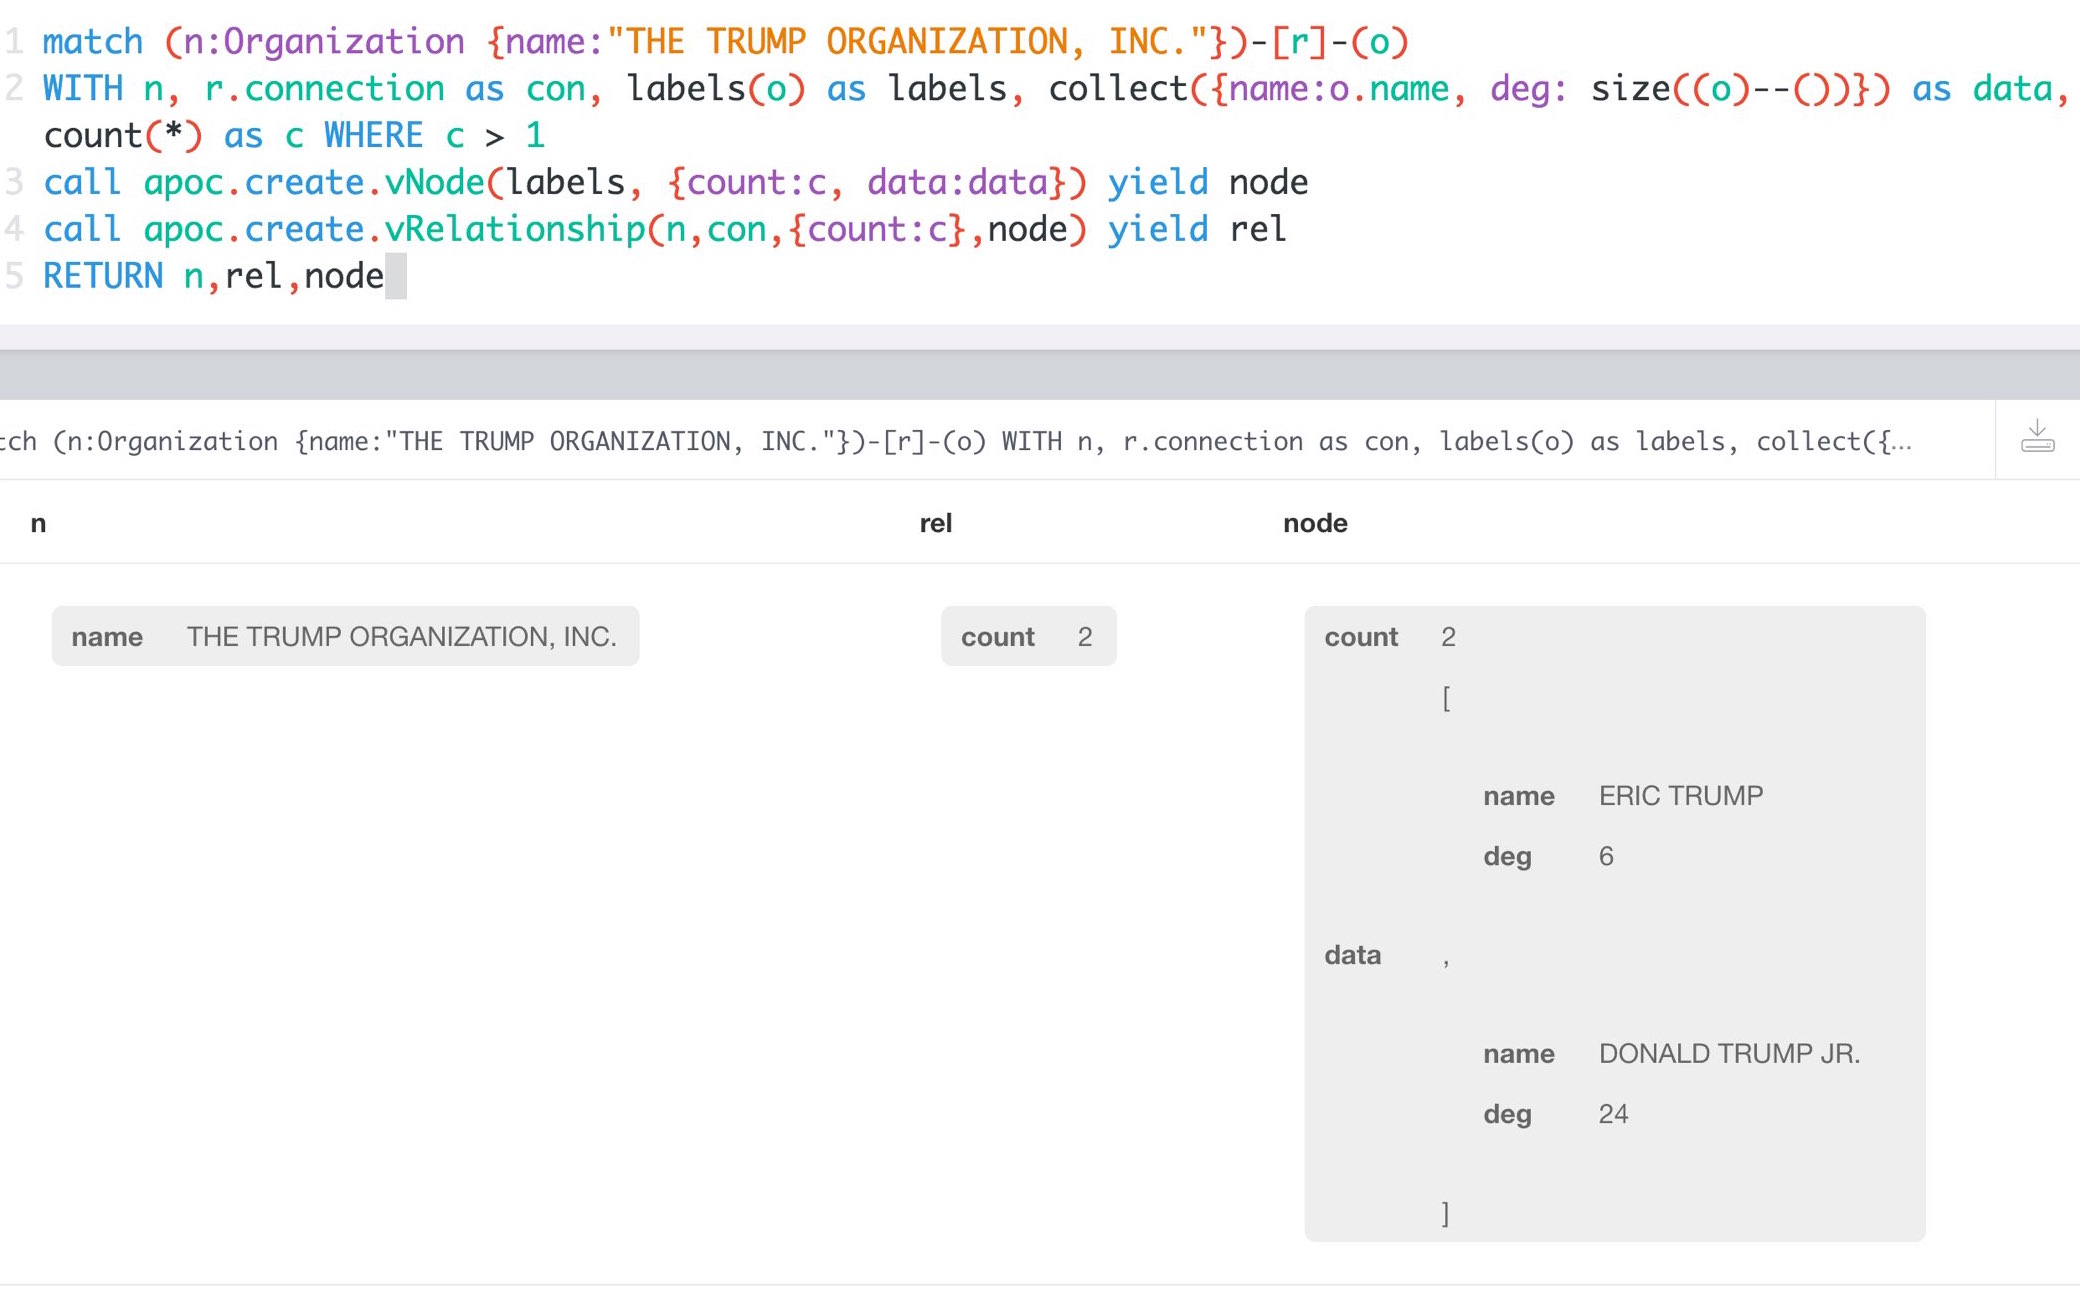 1 match (n:Organization {name:"THE TRUMP ORGANIZATION, INC."})-[r]-(o)
2 WITH n, r.connection as con, labels(o) as labels, collect({name:o.name, deg: size((o)--())}) as data,
count(*) as c WHERE c > 1
3 call apoc.create.vNode(labels, {count:c, data:data}) yield node
4 call apoc.create.vRelationship(n,con,{count:c},node) yield rel
5 RETURN n,rel,node
tch (n:Organization {name:"THE TRUMP ORGANIZATION, INC."})-[r]-(o) WITH n, r.connection as con, labels(o) as labels, collect({...
n rel node
name THE TRUMP ORGANIZATION, INC. count 2 count 2
[
name ERIC TRUMP
deg 6
data ,
name DONALD TRUMP JR.
deg 24
]